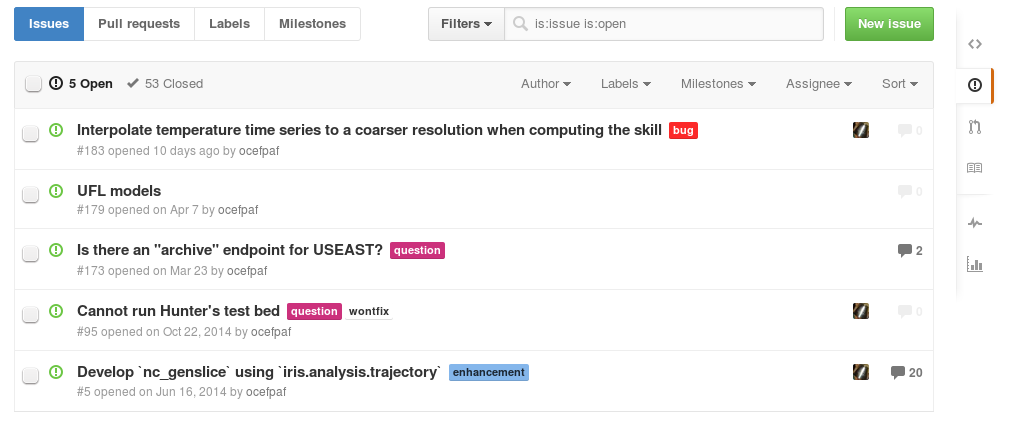 Issues Pull requests Labels Milestones Filters is:issue is:open New issue
5 Open 53 Closed Author Labels Milestones Assignee Sort
Interpolate temperature time series to a coarser resolution when computing the skill bug 0
#183 opened 10 days ago by ocefpaf
UFL models 0
#179 opened on Apr 7 by ocefpaf
Is there an "archive" endpoint for USEAST? question 2
#173 opened on Mar 23 by ocefpaf
Cannot run Hunter's test bed question wontfix 0
#95 opened on Oct 22, 2014 by ocefpaf
Develop `nc_genslice` using `iris.analysis.trajectory` enhancement 20
#5 opened on Jun 16, 2014 by ocefpaf